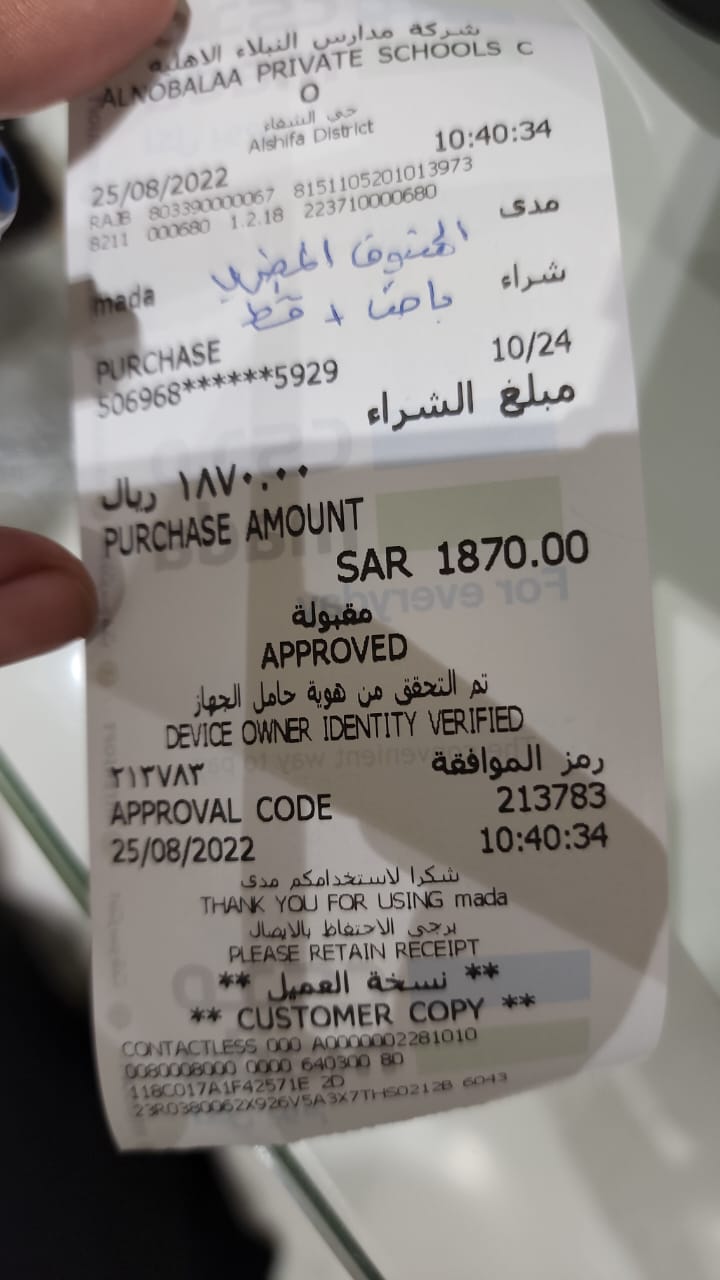 شركة مدارس النبلاء الاهلية
ALNOBALAA PRIVATE SCHOOLS C
O
حي الشفاء
Alshifa District
25/08/2022 10:40:34
RAJB 803390000067 8151105201013973
8211 000680 1.2.18 223710000680
مدى
mada
شراء
PURCHASE
506968******5929 10/24
مبلغ الشراء
١٨٧٠.٠٠ ريال
PURCHASE AMOUNT
SAR 1870.00
مقبولة
APPROVED
تم التحقق من هوية حامل الجهاز
DEVICE OWNER IDENTITY VERIFIED
رمز الموافقة ٢١٣٧٨٣
APPROVAL CODE 213783
25/08/2022 10:40:34
شكرا لاستخدامكم مدى
THANK YOU FOR USING mada
يرجى الاحتفاظ بالايصال
PLEASE RETAIN RECEIPT
** نسخة العميل **
** CUSTOMER COPY **
CONTACTLESS 000 A0000002281010
0080008000 0000 640300 80
118C017A1F42571E 2D
23R0380062X926V5A3X7THS0212B 6043